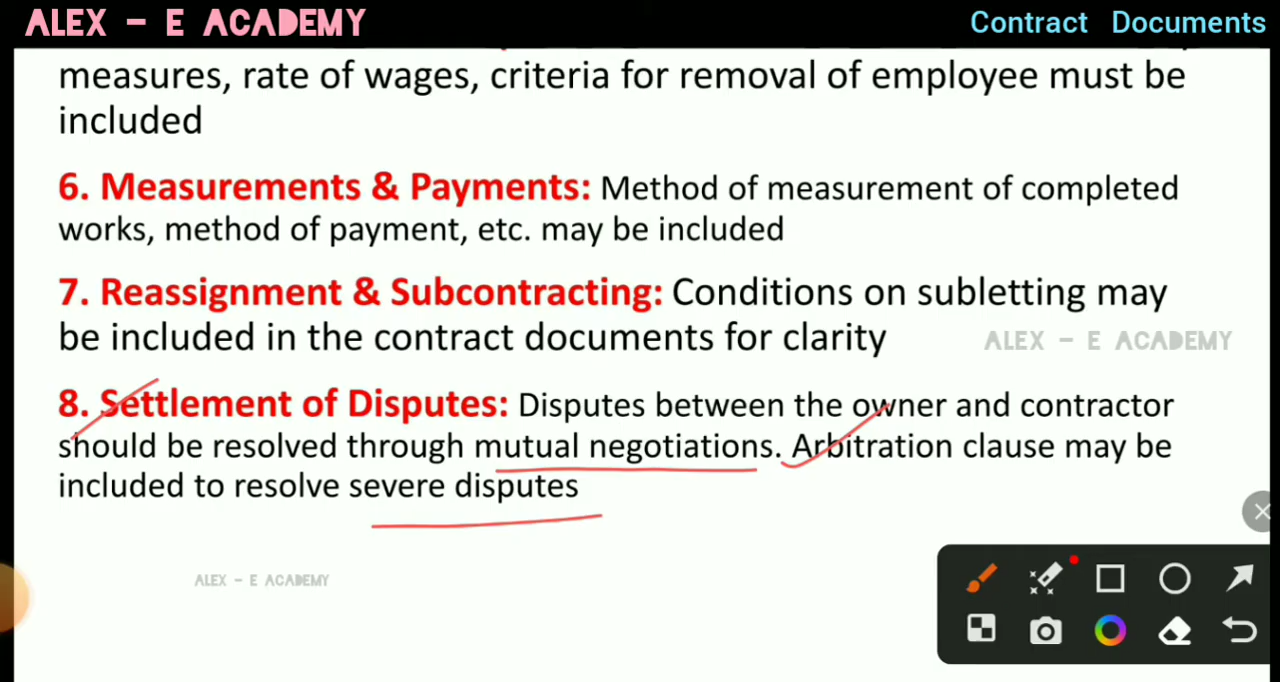 ALEX - E ACADEMY
Contract Documents
measures, rate of wages, criteria for removal of employee must be
included
6. Measurements & Payments: Method of measurement of completed
works, method of payment, etc. may be included
7. Reassignment & Subcontracting: Conditions on subletting may
be included in the contract documents for clarity
ALEX - E ACADEMY
8. Settlement of Disputes: Disputes between the owner and contractor
should be resolved through mutual negotiations. Arbitration clause may be
included to resolve severe disputes
ALEX - E ACADEMY